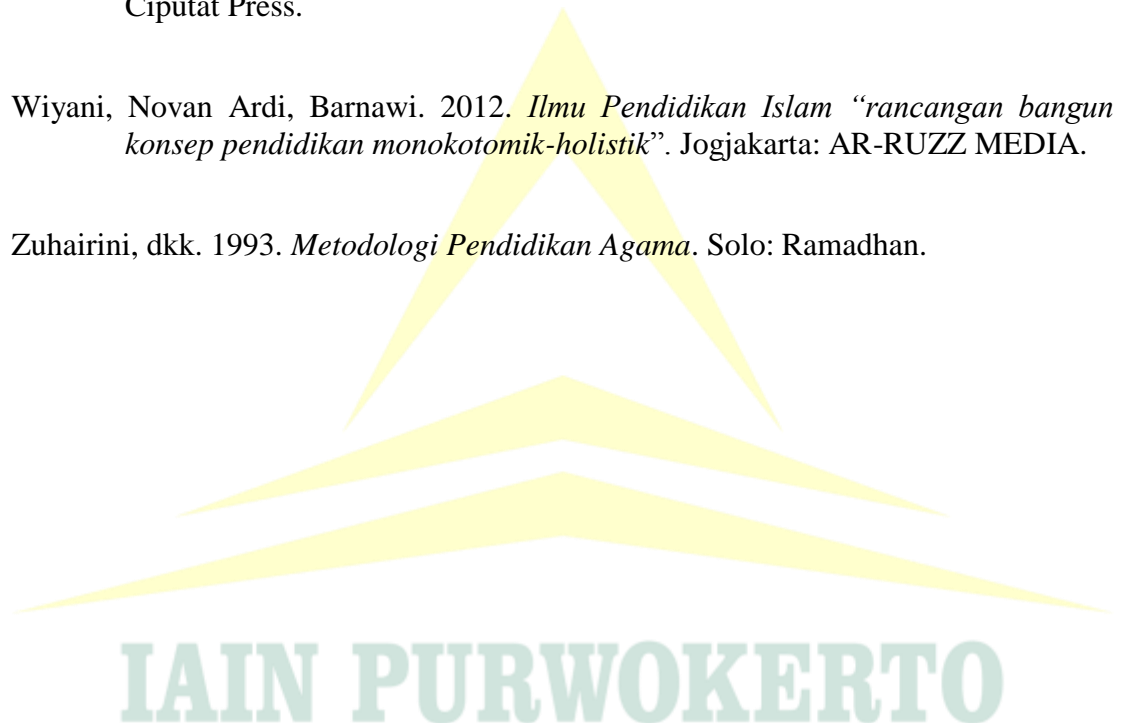 Ciputat Press.
Wiyani, Novan Ardi, Barnawi. 2012. Ilmu Pendidikan Islam “rancangan bangun
konsep pendidikan monokotomik-holistik”. Jogjakarta: AR-RUZZ MEDIA.
Zuhairini, dkk. 1993. Metodologi Pendidikan Agama. Solo: Ramadhan.
IAIN PURWOKERTO